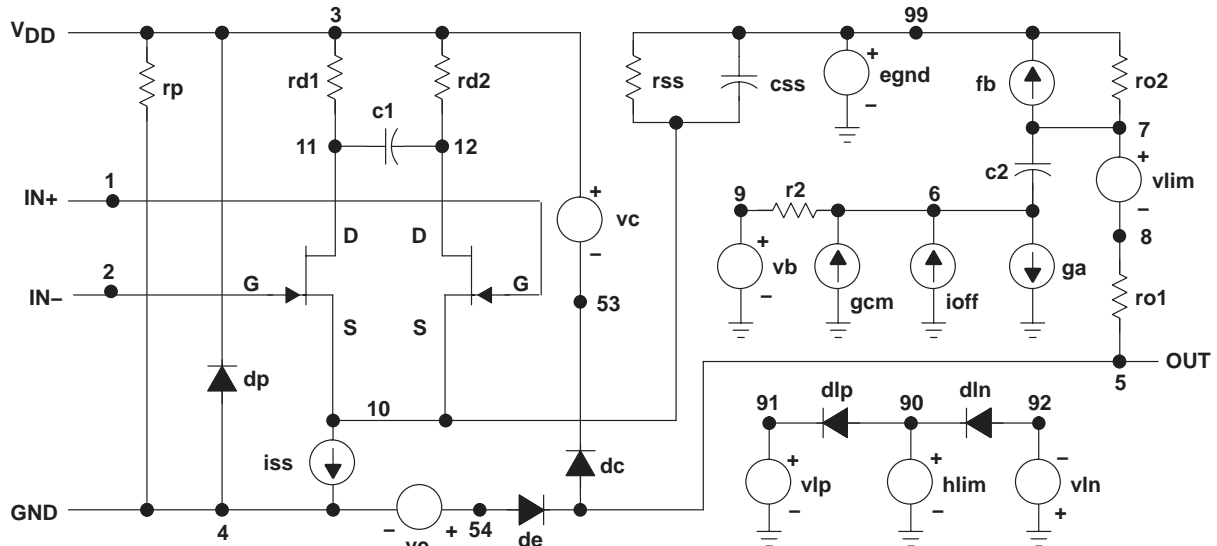 3
99
VDD
rp
rd1
rd2
c1
11
12
rss
css
+
egnd
–
fb
ro2
7
c2
+
vlim
–
8
1
IN+
2
IN–
D
D
G
G
S
S
+
vc
–
53
9
r2
6
+
vb
–
gcm
ioff
ga
ro1
OUT
5
dp
10
iss
dc
GND
4
–
+
54
de
91
dlp
90
dln
92
+
vlp
–
+
hlim
–
–
vln
+